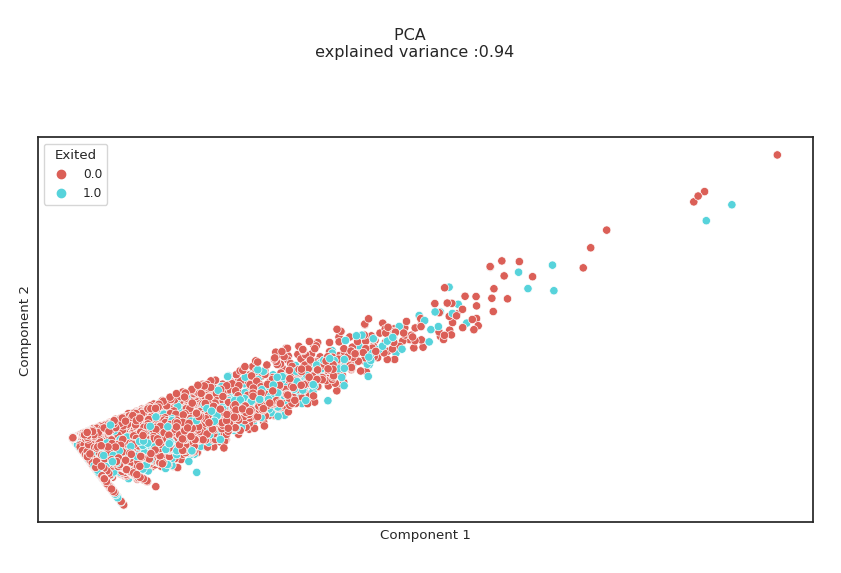 PCA
explained variance :0.94
Exited
0.0
1.0
Component 2
Component 1